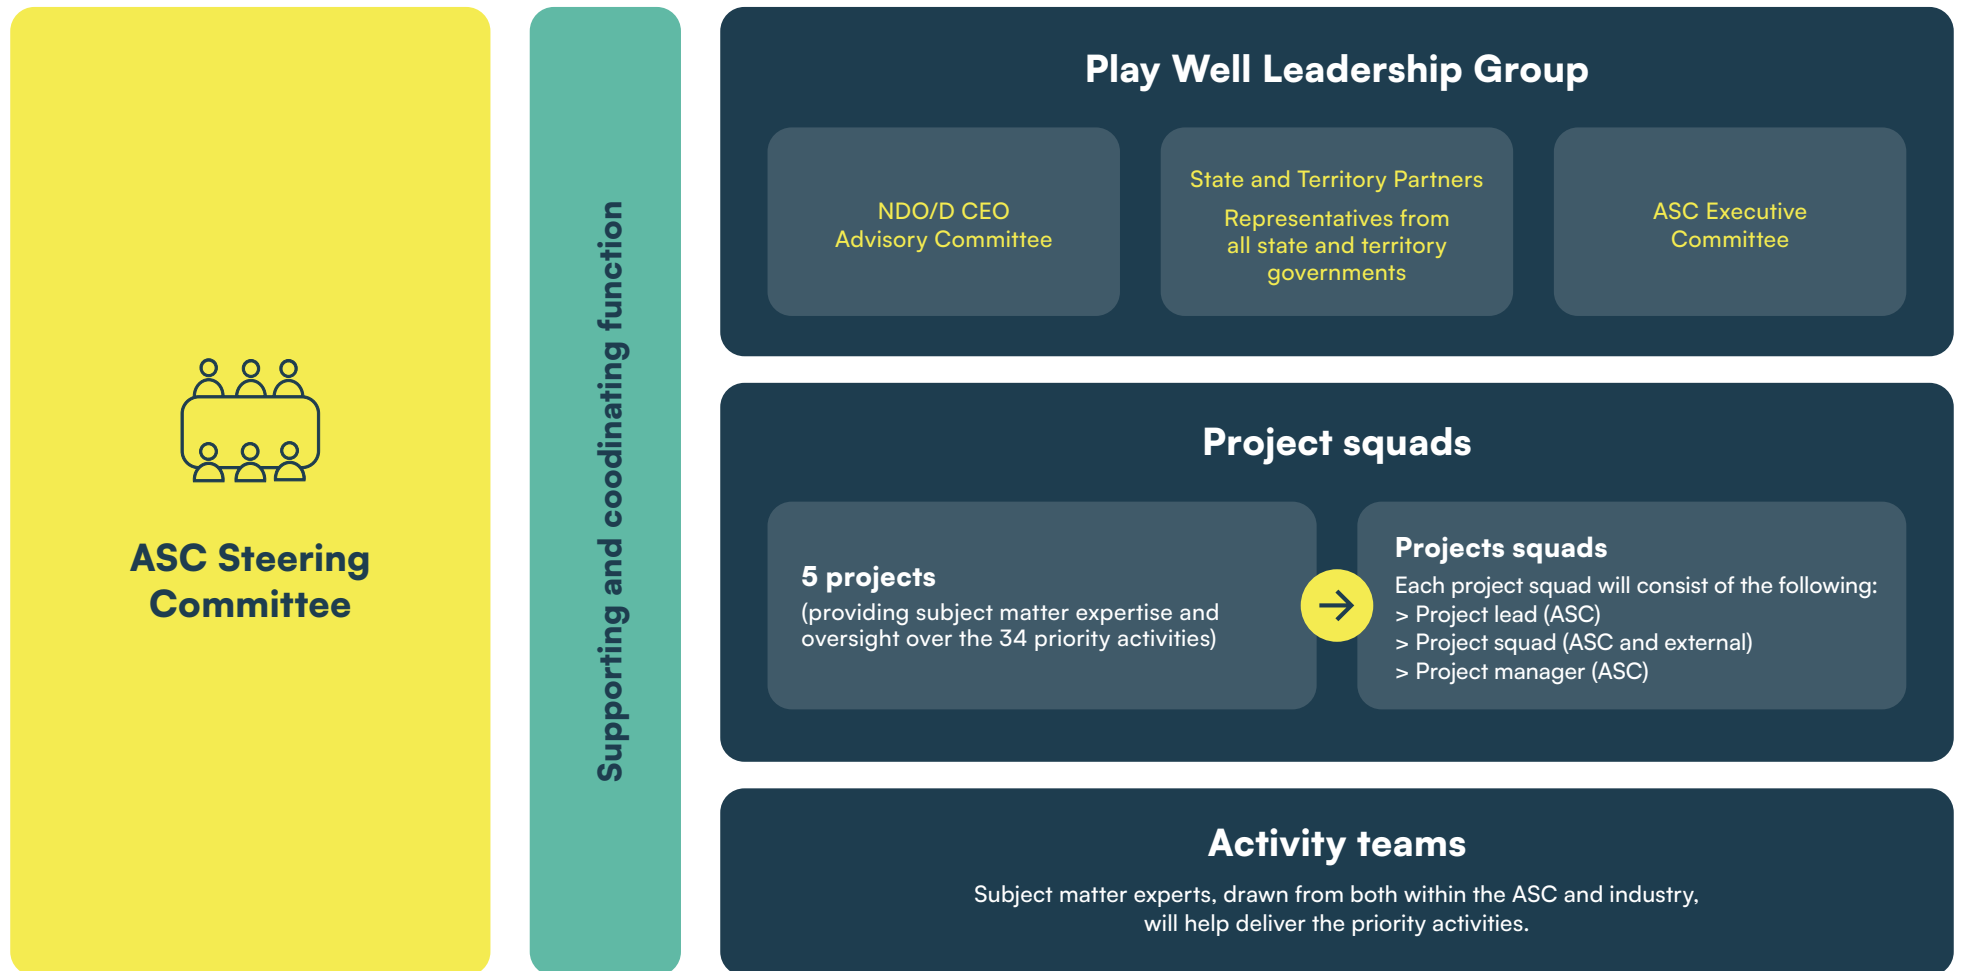 ASC Steering
Committee
Supporting and coodinating function
Play Well Leadership Group
NDO/D CEO
Advisory Committee
State and Territory Partners
Representatives from
all state and territory
governments
ASC Executive
Committee
Project squads
5 projects
(providing subject matter expertise and
oversight over the 34 priority activities)
Projects squads
Each project squad will consist of the following:
> Project lead (ASC)
> Project squad (ASC and external)
> Project manager (ASC)
Activity teams
Subject matter experts, drawn from both within the ASC and industry,
will help deliver the priority activities.